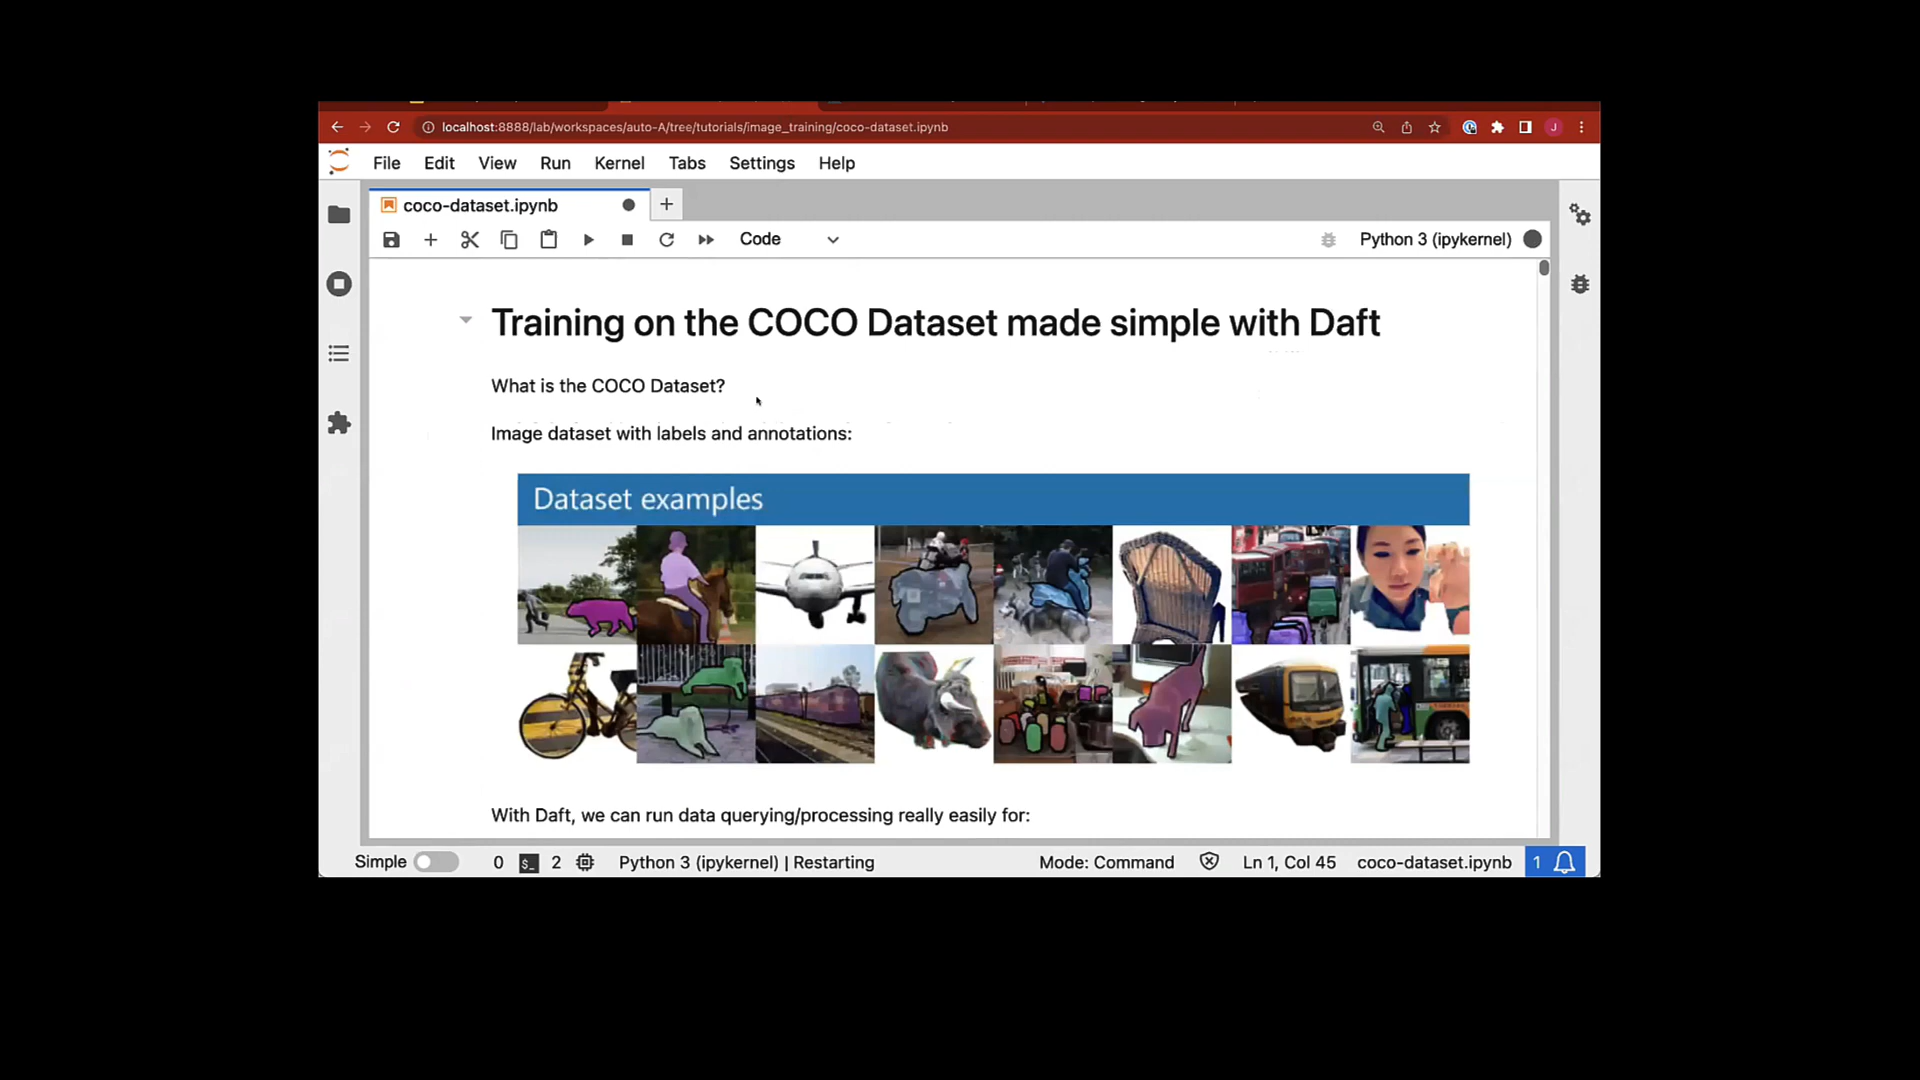 localhost:8888/lab/workspaces/auto-A/tree/tutorials/image_training/coco-dataset.ipynb
J
File Edit View Run Kernel Tabs Settings Help
coco-dataset.ipynb
Code
Python 3 (ipykernel)
Training on the COCO Dataset made simple with Daft
What is the COCO Dataset?
Image dataset with labels and annotations:
Dataset examples
With Daft, we can run data querying/processing really easily for:
Simple 0 $_ 2 Python 3 (ipykernel) | Restarting Mode: Command Ln 1, Col 45 coco-dataset.ipynb 1